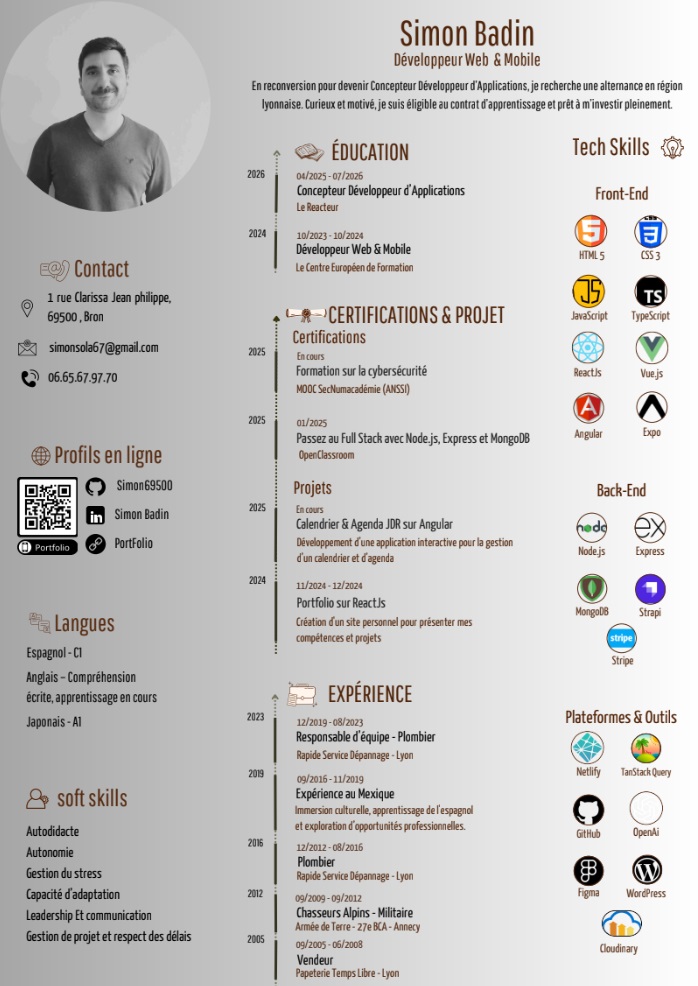 Simon Badin
Développeur Web & Mobile
En reconversion pour devenir Concepteur Développeur d'Applications, je recherche une alternance en région
lyonnaise. Curieux et motivé, je suis éligible au contrat d'apprentissage et prêt à m'investir pleinement.
Contact
1 rue Clarissa Jean philippe,
69500 , Bron
simonsola67@gmail.com
06.65.67.97.70
Profils en ligne
Simon69500
Simon Badin
PortFolio
Portfolio
Langues
Espagnol - C1
Anglais – Compréhension
écrite, apprentissage en cours
Japonais - A1
soft skills
Autodidacte
Autonomie
Gestion du stress
Capacité d'adaptation
Leadership Et communication
Gestion de projet et respect des délais
ÉDUCATION
2026
04/2025 - 07/2026
Concepteur Développeur d'Applications
Le Reacteur
2024
10/2023 - 10/2024
Développeur Web & Mobile
Le Centre Européen de Formation
CERTIFICATIONS & PROJET
Certifications
2025
En cours
Formation sur la cybersécurité
MOOC SecNumacadémie (ANSSI)
2025
01/2025
Passez au Full Stack avec Node.js, Express et MongoDB
OpenClassroom
Projets
2025
En cours
Calendrier & Agenda JDR sur Angular
Développement d'une application interactive pour la gestion
d'un calendrier et d'agenda
2024
11/2024 - 12/2024
Portfolio sur ReactJs
Création d'un site personnel pour présenter mes
compétences et projets
EXPÉRIENCE
2023
12/2019 - 08/2023
Responsable d'équipe - Plombier
Rapide Service Dépannage - Lyon
2019
09/2016 - 11/2019
Expérience au Mexique
Immersion culturelle, apprentissage de l'espagnol
et exploration d'opportunités professionnelles.
2016
12/2012 - 08/2016
Plombier
Rapide Service Dépannage - Lyon
2012
09/2009 - 09/2012
Chasseurs Alpins - Militaire
Armée de Terre - 27e BCA - Annecy
2005
09/2005 - 06/2008
Vendeur
Papeterie Temps Libre - Lyon
Tech Skills
Front-End
5
CSS
3
HTML 5
CSS 3
JS
TS
JavaScript
TypeScript
ReactJs
Vue.js
A
Angular
Expo
Back-End
node
ex
Node.js
Express
MongoDB
Strapi
stripe
Stripe
Plateformes & Outils
Netlify
TanStack Query
GitHub
OpenAi
Figma
WordPress
Cloudinary